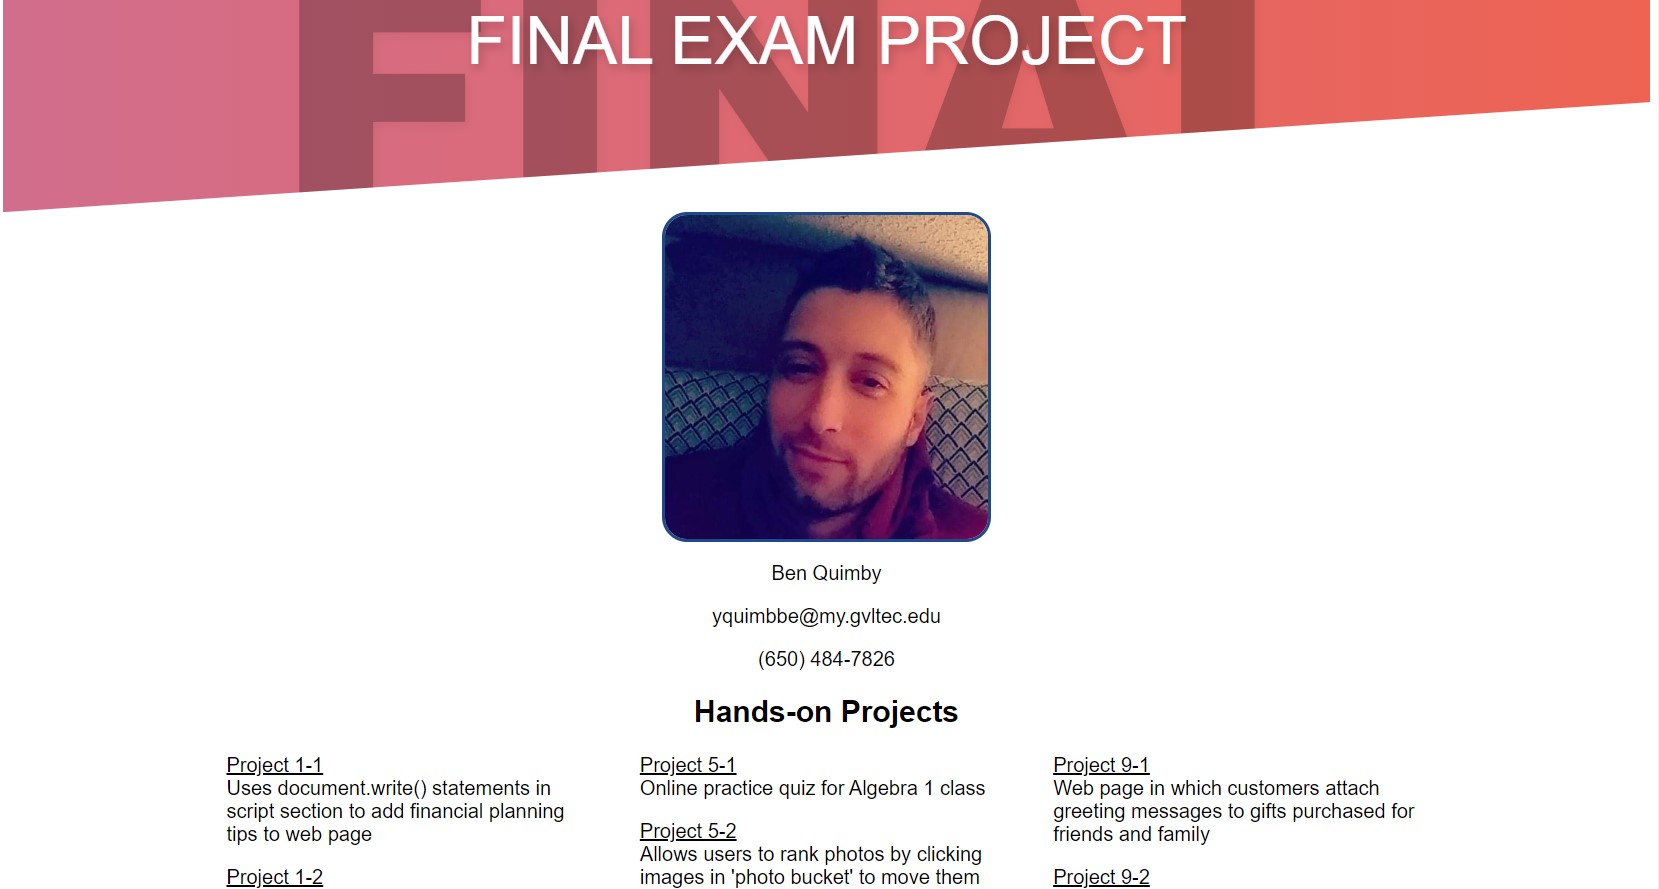 FINAL EXAM PROJECT
FINAL
Ben Quimby
yquimbbe@my.gvltec.edu
(650) 484-7826
Hands-on Projects
Project 1-1
Uses document.write() statements in
script section to add financial planning
tips to web page
Project 1-2
Project 5-1
Online practice quiz for Algebra 1 class
Project 5-2
Allows users to rank photos by clicking
images in 'photo bucket' to move them
Project 9-1
Web page in which customers attach
greeting messages to gifts purchased for
friends and family
Project 9-2